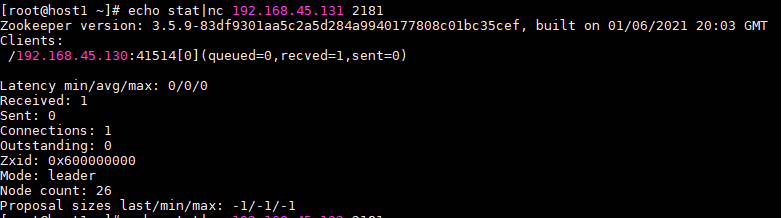 [root@host1 ~]# echo stat|nc 192.168.45.131 2181
Zookeeper version: 3.5.9-83df9301aa5c2a5d284a9940177808c01bc35cef, built on 01/06/2021 20:03 GMT
Clients:
 /192.168.45.130:41514[0](queued=0,recved=1,sent=0)

Latency min/avg/max: 0/0/0
Received: 1
Sent: 0
Connections: 1
Outstanding: 0
Zxid: 0x600000000
Mode: leader
Node count: 26
Proposal sizes last/min/max: -1/-1/-1